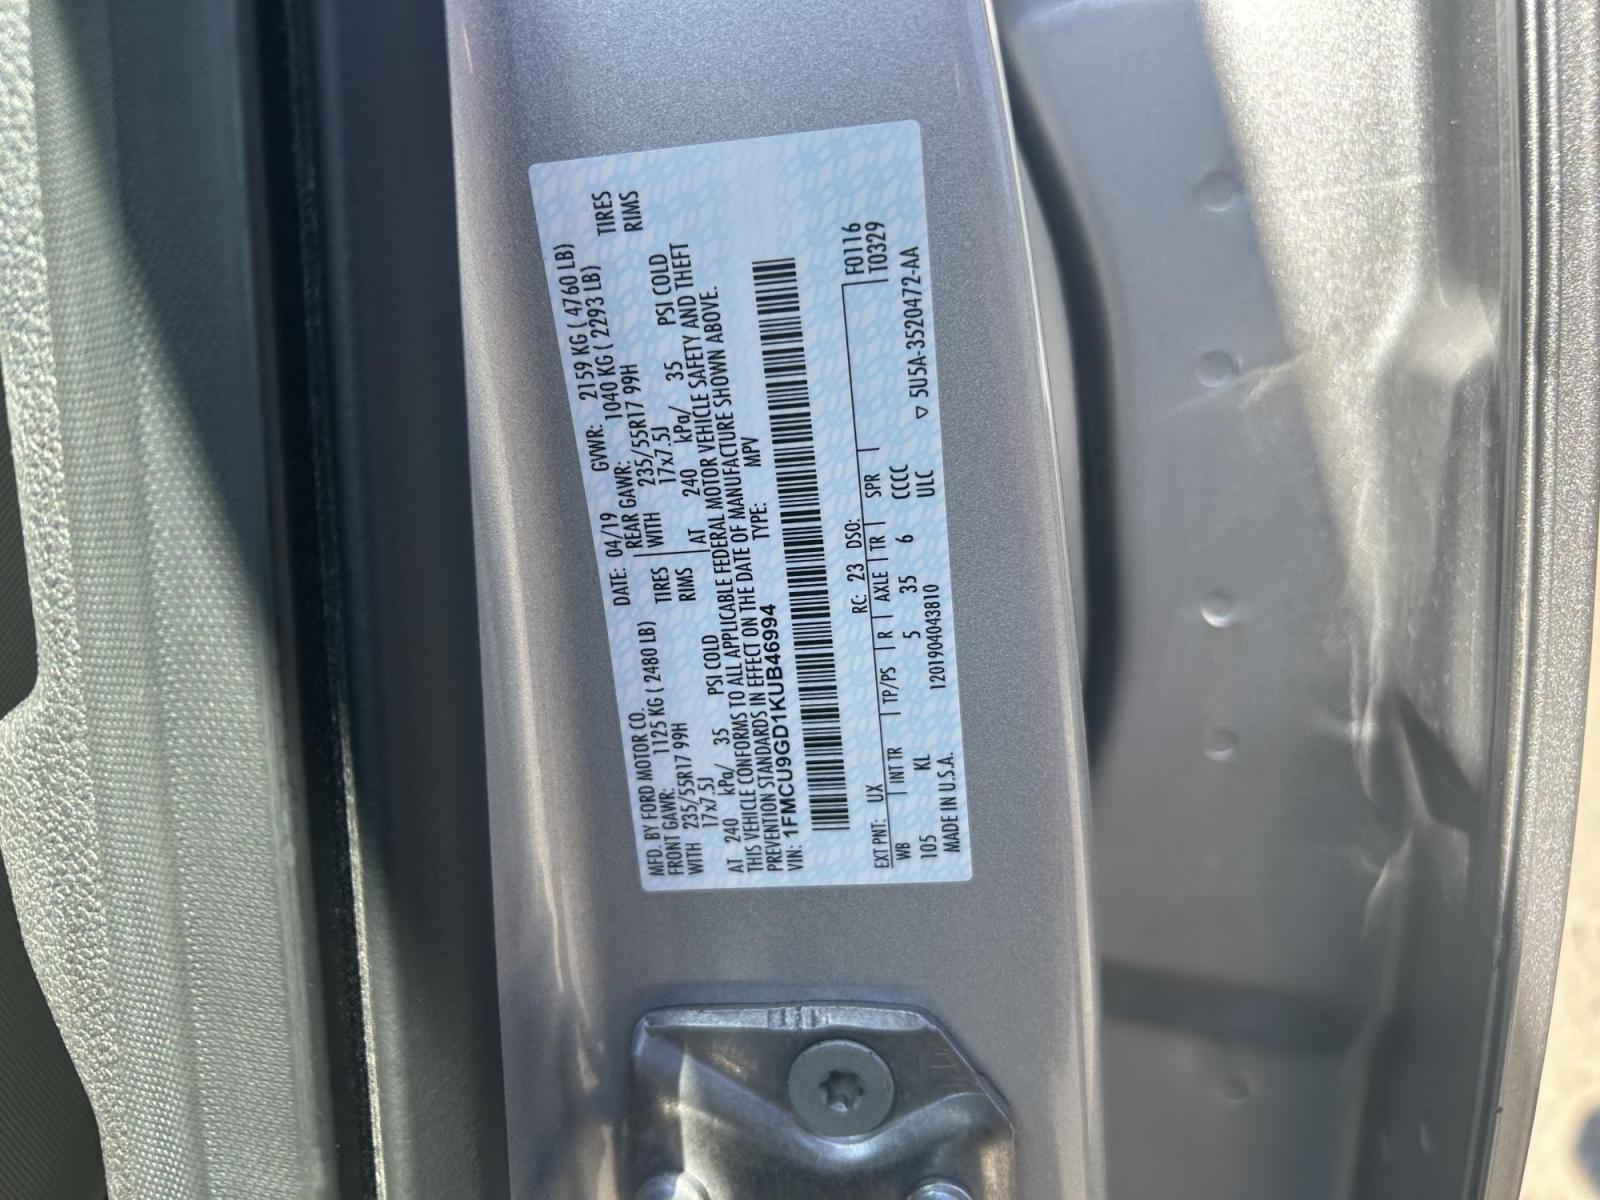 MFD. BY FORD MOTOR CO.
DATE: 04/19 GVWR: 2159 KG ( 4760 LB)
FRONT GAWR: 1125 KG ( 2480 LB) REAR GAWR: 1040 KG ( 2293 LB)
WITH 235/55R17 99H TIRES WITH 235/55R17 99H TIRES
17x7.5J RIMS 17x7.5J RIMS
AT 240 kPa/ 35 PSI COLD AT 240 kPa/ 35 PSI COLD
THIS VEHICLE CONFORMS TO ALL APPLICABLE FEDERAL MOTOR VEHICLE SAFETY AND THEFT
PREVENTION STANDARDS IN EFFECT ON THE DATE OF MANUFACTURE SHOWN ABOVE.
VIN: 1FMCU9GD1KUB46994 TYPE: MPV
F0116
EXT PNT: UX RC: 23 DSO: T0329
WB INT TR TP/PS R AXLE TR SPR
105 KL 5 35 6 CCCC
MADE IN U.S.A. 1201904043810 ULC ▽ 5U5A-3520472-AA